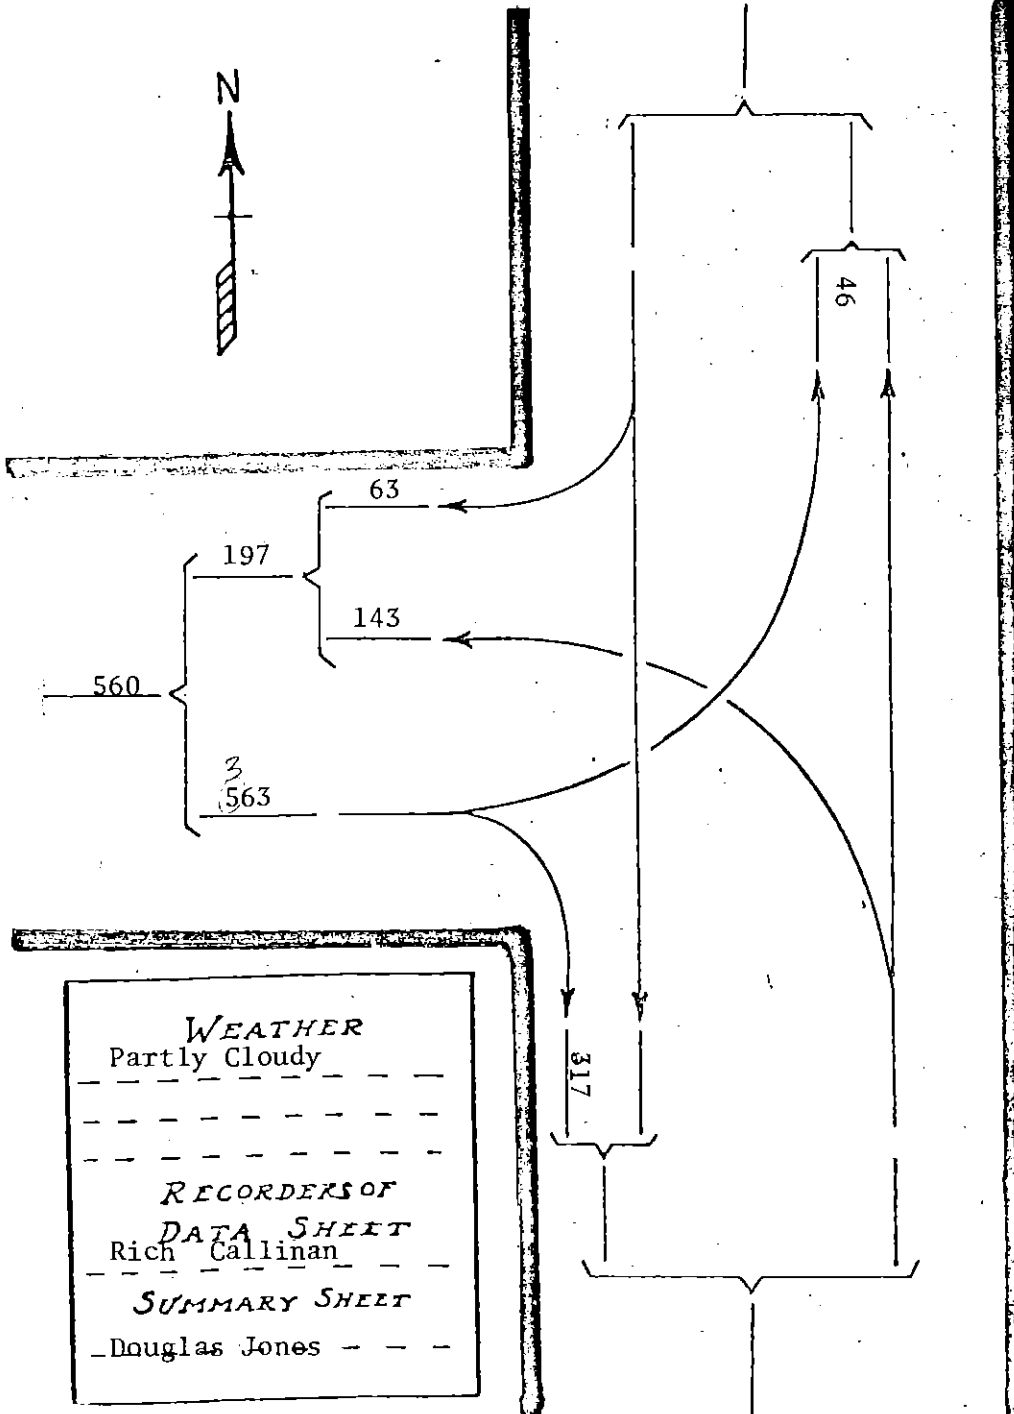 N
46
63
197
143
560
3
563
317
WEATHER
Partly Cloudy
RECORDERS OF
DATA SHEET
Rich Callinan
SUMMARY SHEET
Douglas Jones